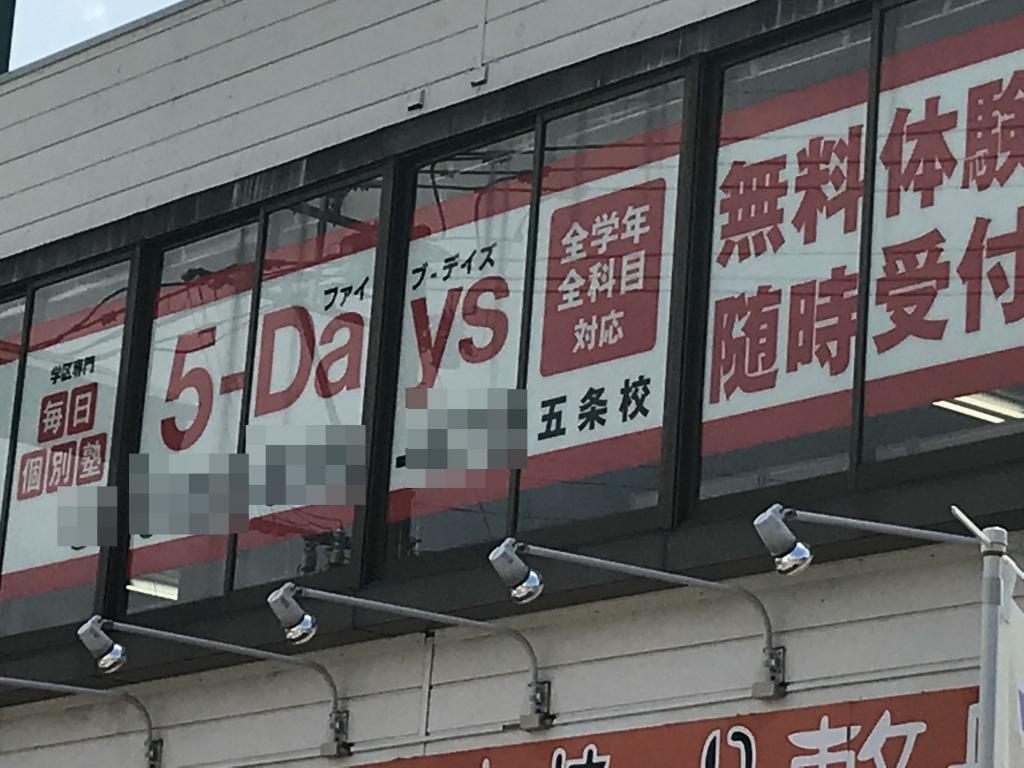 学区専門
毎日
個別塾
ファイブ・デイズ
5-Days
全学年
全科目
対応
五条校
無料体験
随時受付
り